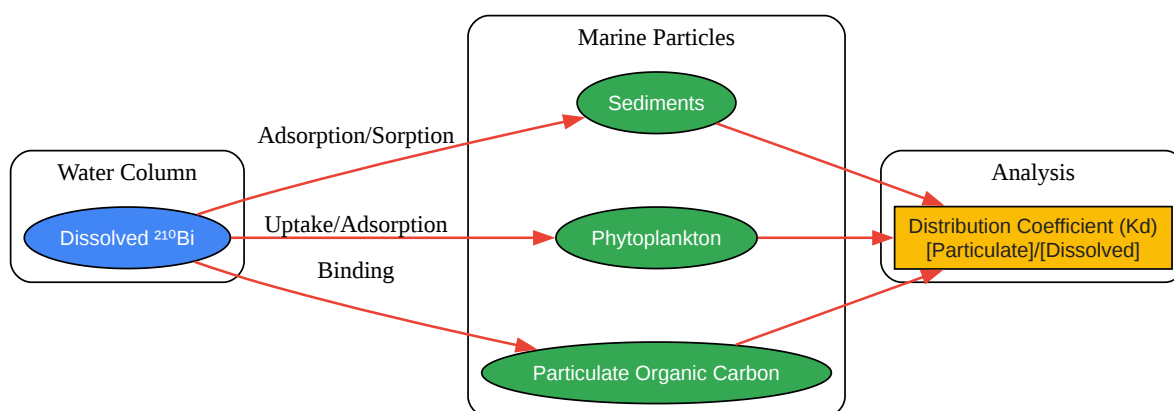 Marine Particles
Sediments
Adsorption/Sorption
Water Column
Analysis
Dissolved ²¹⁰Bi
Uptake/Adsorption
Phytoplankton
Distribution Coefficient (Kd)
[Particulate]/[Dissolved]
Binding
Particulate Organic Carbon